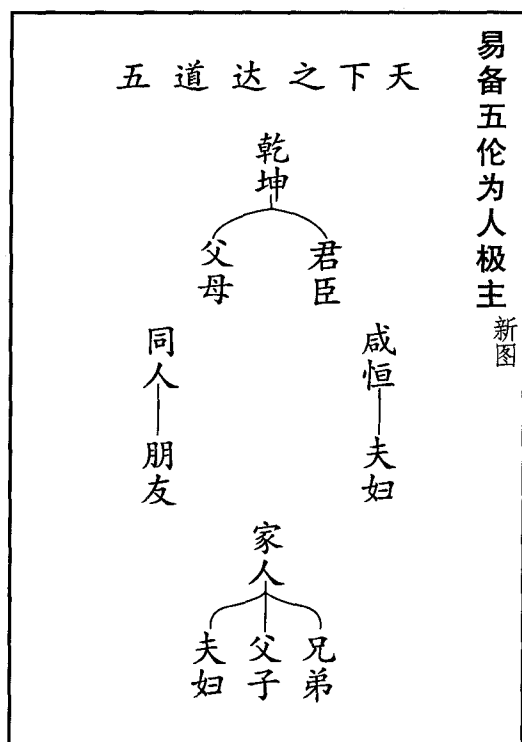 易备五伦为人极主
新图
天下之达道五
乾坤
君臣
父母
咸恒
夫妇
同人
朋友
家人
兄弟
父子
夫妇